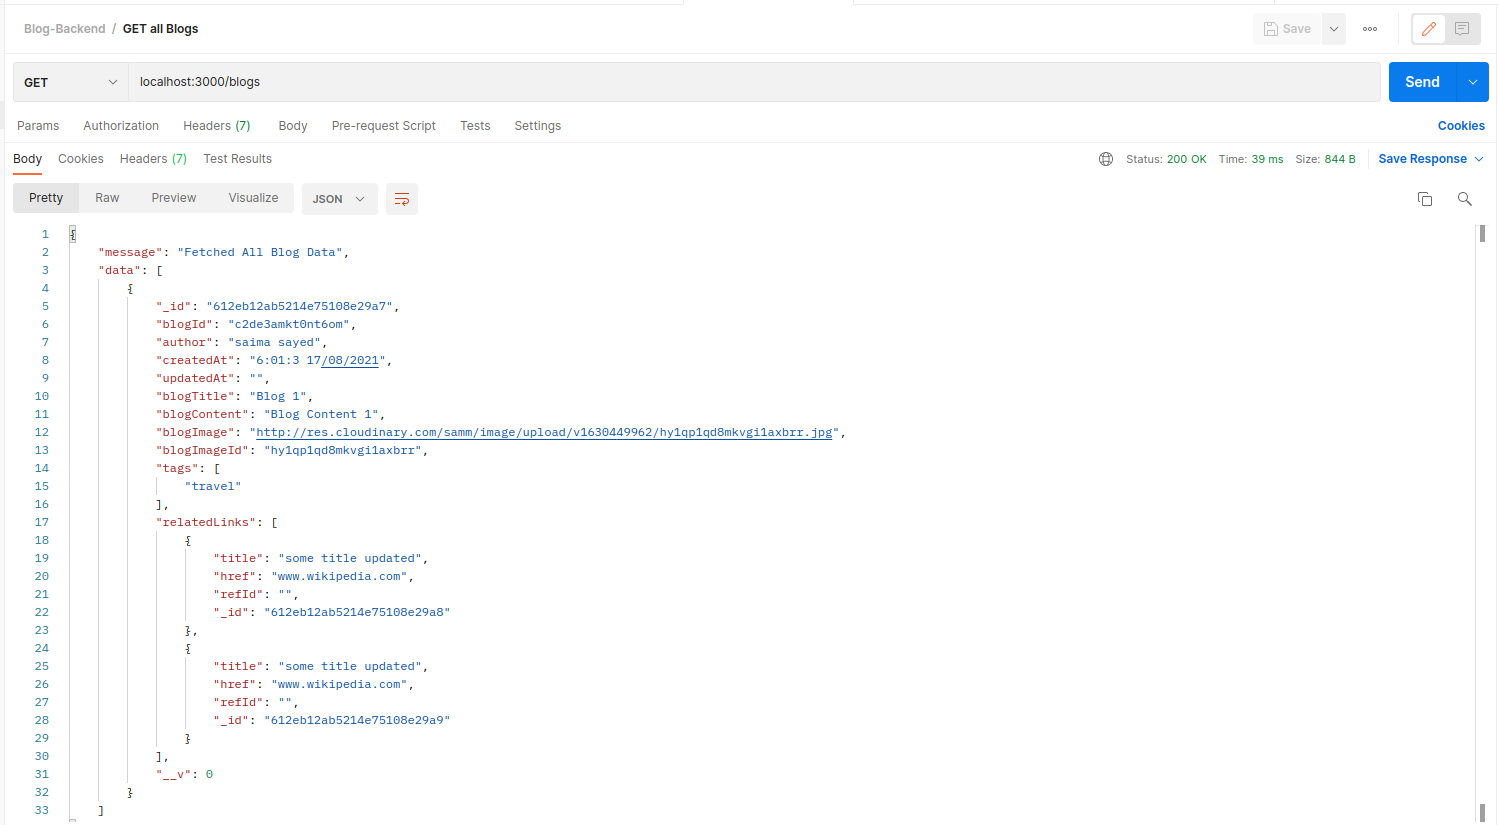 Blog-Backend / GET all Blogs
Save
GET
localhost:3000/blogs
Send
Params Authorization Headers (7) Body Pre-request Script Tests Settings
Cookies
Body Cookies Headers (7) Test Results
Status: 200 OK Time: 39 ms Size: 844 B Save Response
Pretty Raw Preview Visualize JSON
1 {
2 "message": "Fetched All Blog Data",
3 "data": [
4 {
5 "_id": "612eb12ab5214e75108e29a7",
6 "blogId": "c2de3amkt0nt6om",
7 "author": "saima sayed",
8 "createdAt": "6:01:3 17/08/2021",
9 "updatedAt": "",
10 "blogTitle": "Blog 1",
11 "blogContent": "Blog Content 1",
12 "blogImage": "http://res.cloudinary.com/samm/image/upload/v1630449962/hy1qp1qd8mkvgi1axbrr.jpg",
13 "blogImageId": "hy1qp1qd8mkvgi1axbrr",
14 "tags": [
15 "travel"
16 ],
17 "relatedLinks": [
18 {
19 "title": "some title updated",
20 "href": "www.wikipedia.com",
21 "refId": "",
22 "_id": "612eb12ab5214e75108e29a8"
23 },
24 {
25 "title": "some title updated",
26 "href": "www.wikipedia.com",
27 "refId": "",
28 "_id": "612eb12ab5214e75108e29a9"
29 }
30 ],
31 "__v": 0
32 }
33 ]